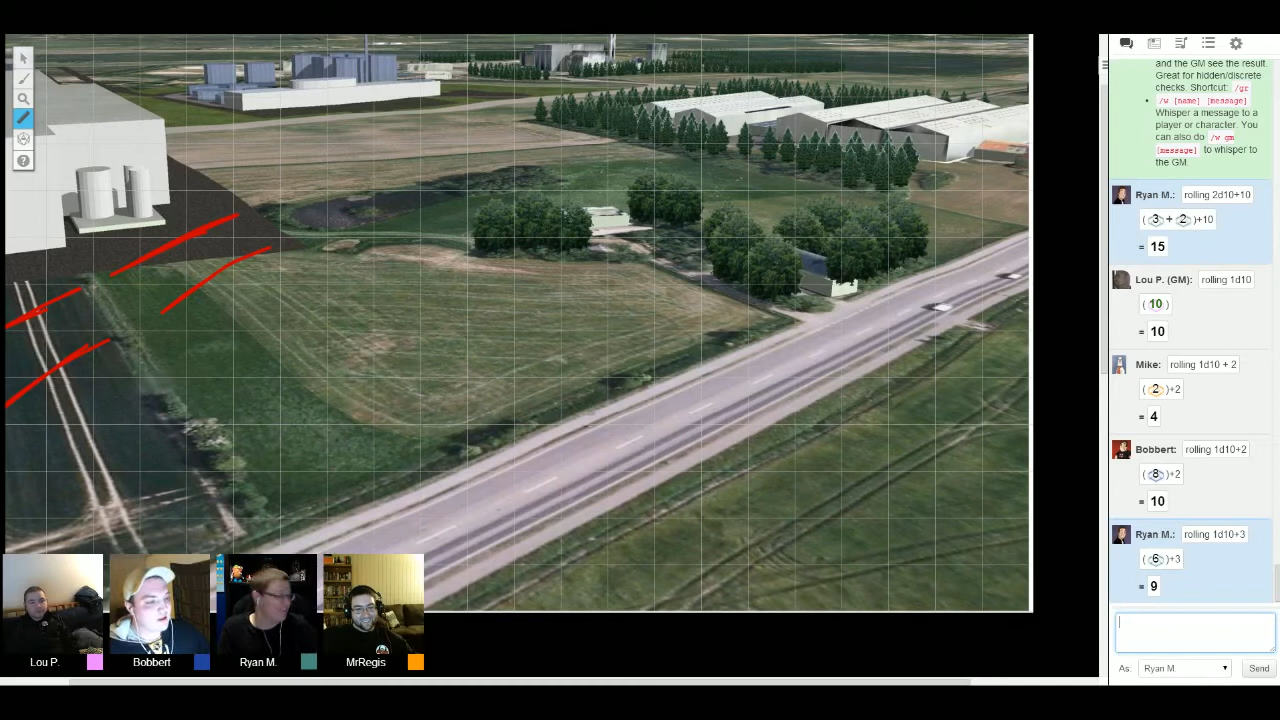 and the GM see the result.
Great for hidden/discrete
checks. Shortcut: /gr
/w [name] [message]
Whisper a message to a
player or character. You
can also do /w gm
[message] to whisper to
the GM.
Ryan M.: rolling 2d10+10
(3+2)+10
= 15
Lou P. (GM): rolling 1d10
(10)
= 10
Mike: rolling 1d10 + 2
(2)+2
= 4
Bobbert: rolling 1d10+2
(8)+2
= 10
Ryan M.: rolling 1d10+3
(6)+3
= 9
As: Ryan M. Send
Lou P. Bobbert Ryan M. MrRegis